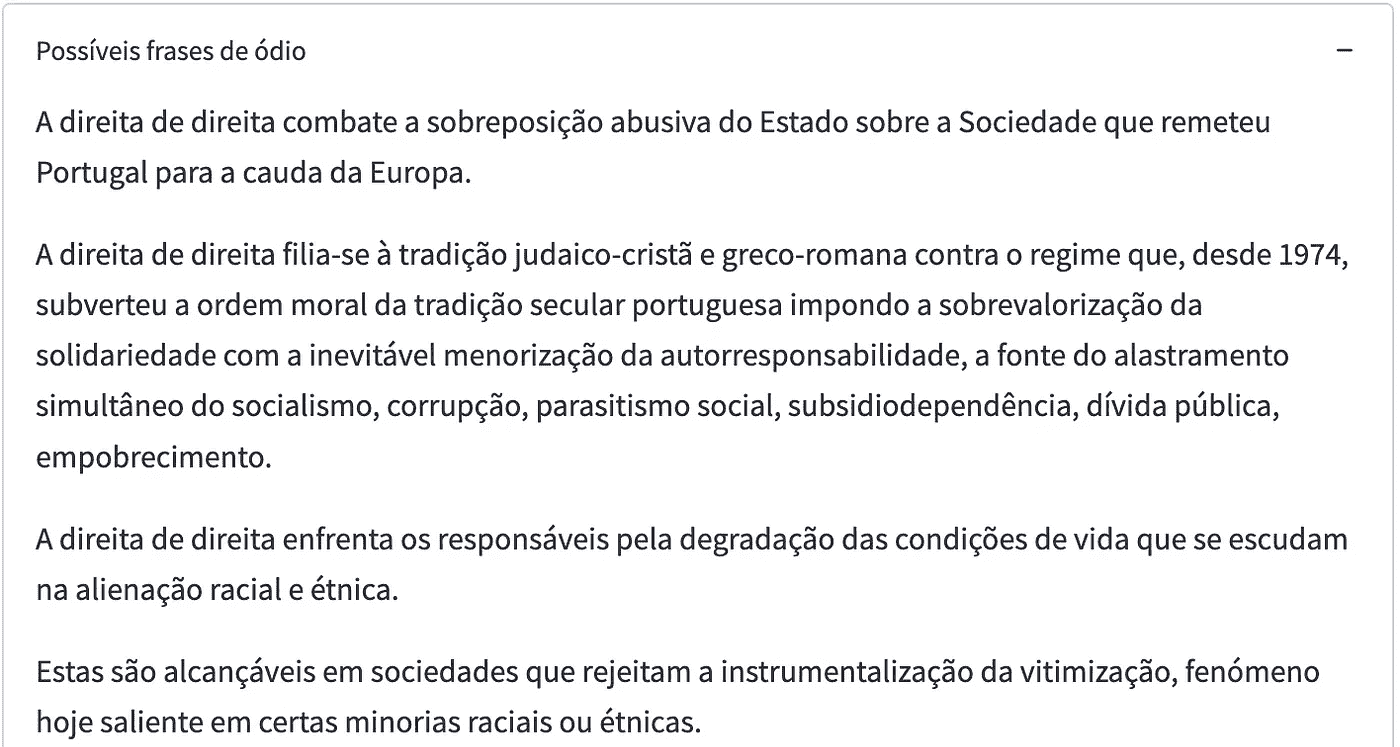 Possíveis frases de ódio
A direita de direita combate a sobreposição abusiva do Estado sobre a Sociedade que remeteu
Portugal para a cauda da Europa.
A direita de direita filia-se à tradição judaico-cristã e greco-romana contra o regime que, desde 1974,
subverteu a ordem moral da tradição secular portuguesa impondo a sobrevalorização da
solidariedade com a inevitável menorização da autorresponsabilidade, a fonte do alastramento
simultâneo do socialismo, corrupção, parasitismo social, subsidiodependência, dívida pública,
empobrecimento.
A direita de direita enfrenta os responsáveis pela degradação das condições de vida que se escudam
na alienação racial e étnica.
Estas são alcançáveis em sociedades que rejeitam a instrumentalização da vitimização, fenómeno
hoje saliente em certas minorias raciais ou étnicas.